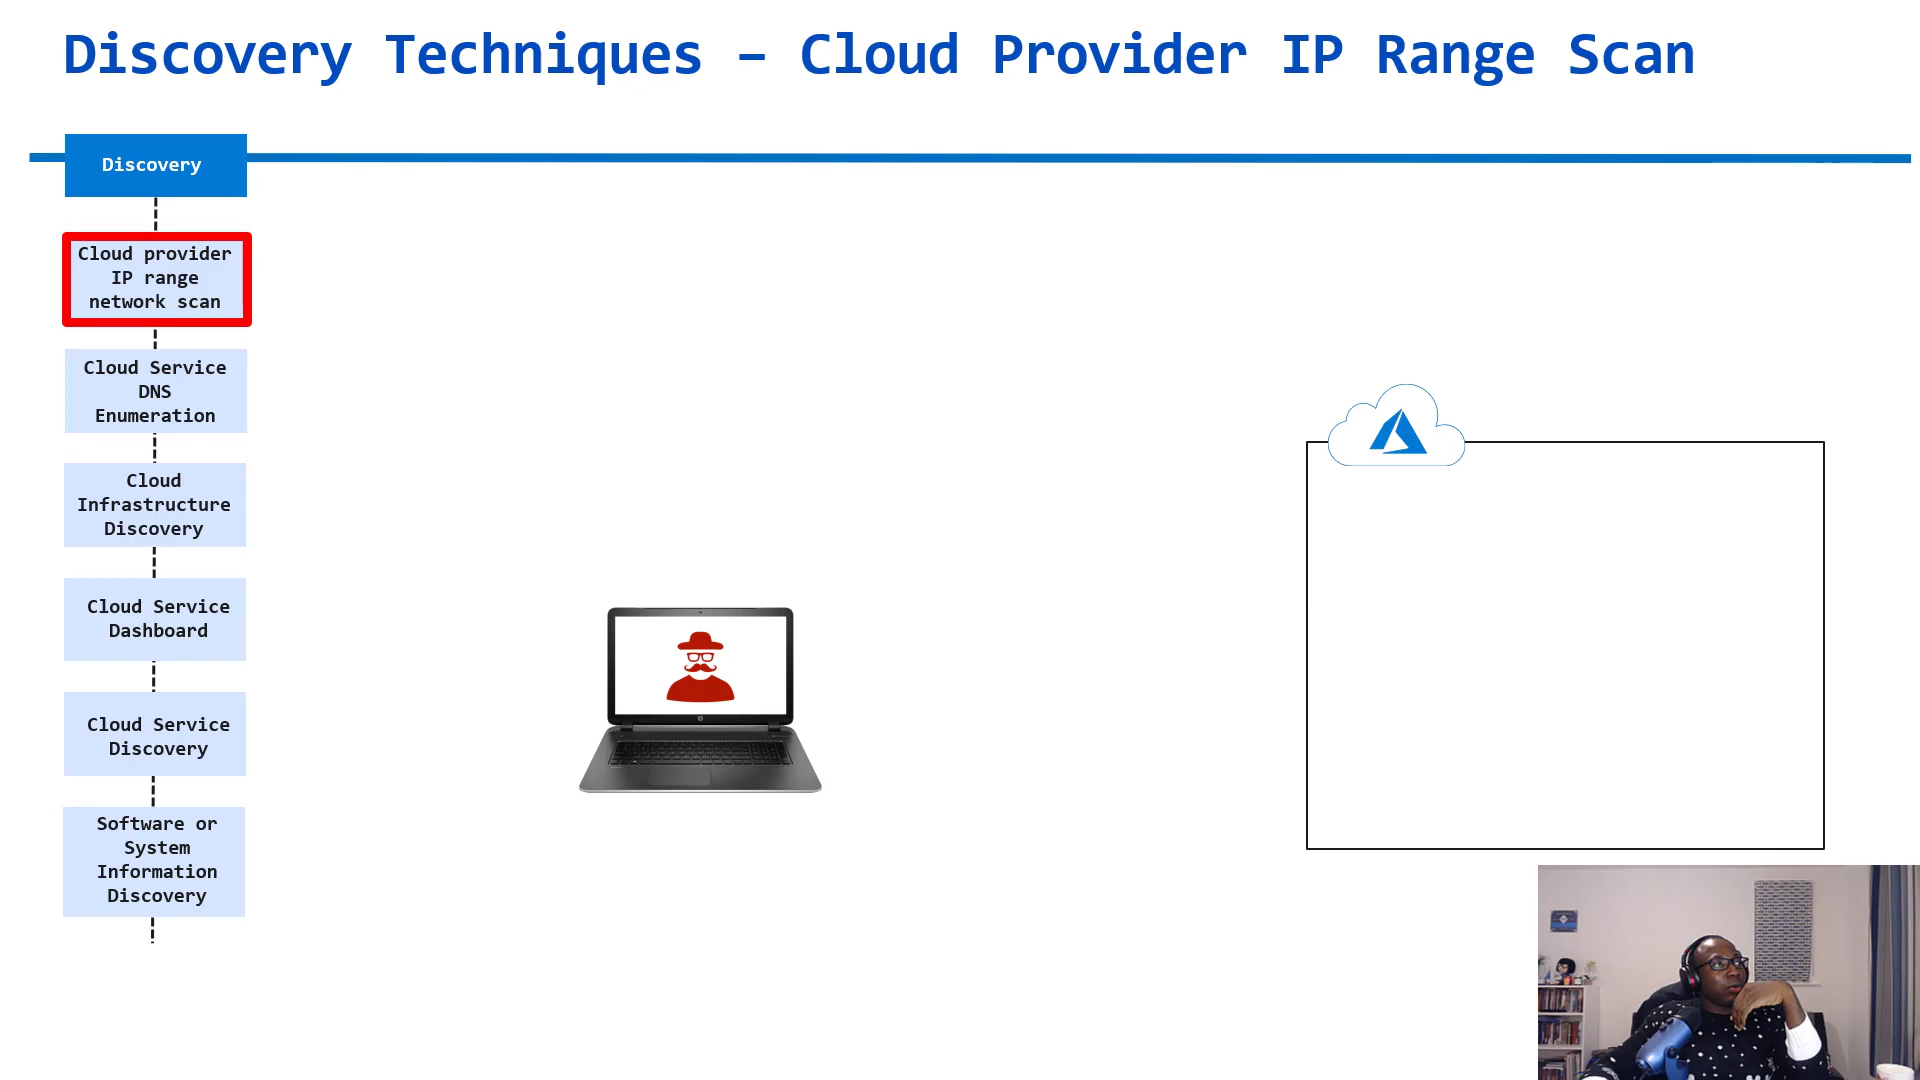 Discovery Techniques – Cloud Provider IP Range Scan
Discovery
Cloud provider
IP range
network scan
Cloud Service
DNS
Enumeration
Cloud
Infrastructure
Discovery
Cloud Service
Dashboard
Cloud Service
Discovery
Software or
System
Information
Discovery